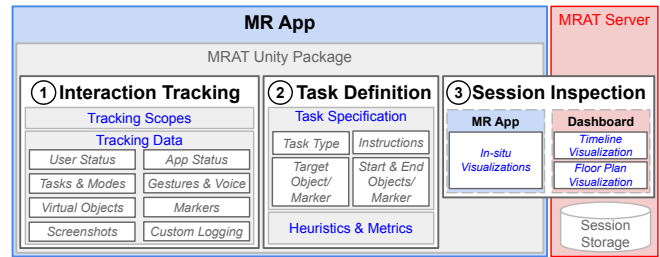 MR App
MRAT Server
MRAT Unity Package
1 Interaction Tracking
Tracking Scopes
Tracking Data
User Status
App Status
Tasks & Modes
Gestures & Voice
Virtual Objects
Markers
Screenshots
Custom Logging
2 Task Definition
Task Specification
Task Type
Instructions
Target
Object/
Marker
Start & End
Objects/
Marker
Heuristics & Metrics
3 Session Inspection
MR App
In-situ
Visualizations
Dashboard
Timeline
Visualization
Floor Plan
Visualization
Session
Storage